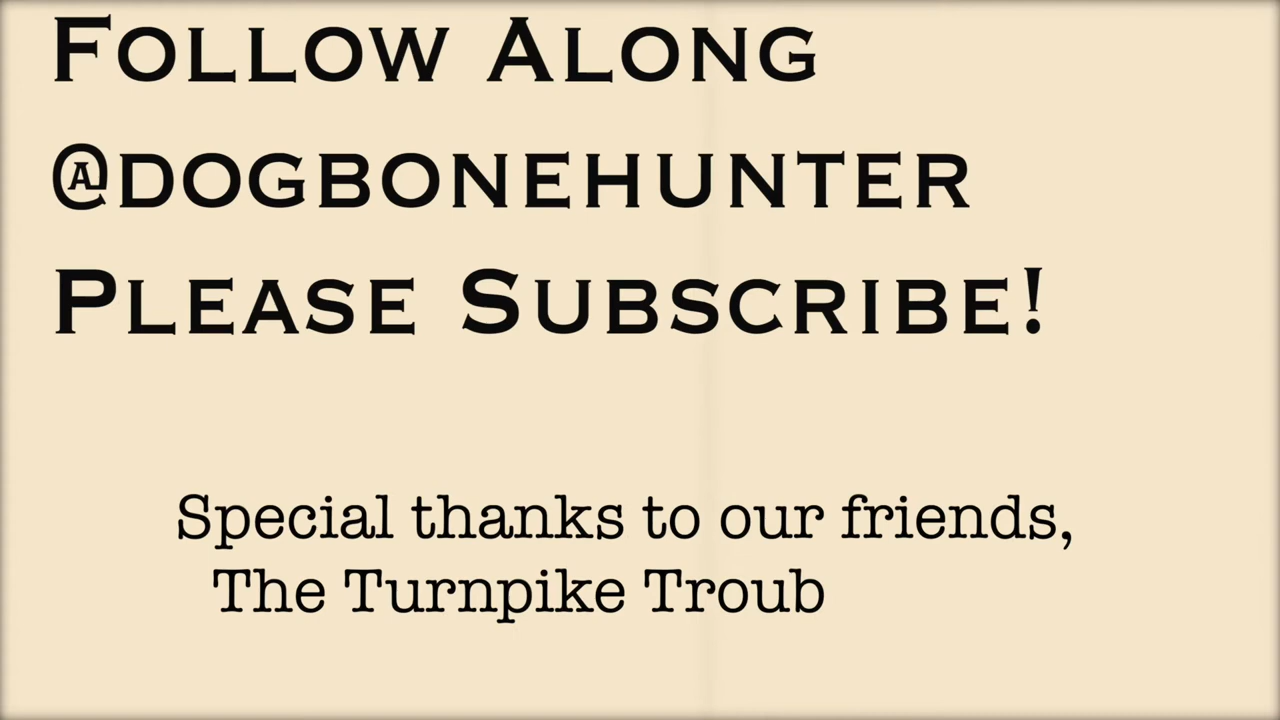 Follow Along
@dogbonehunter
Please Subscribe!
Special thanks to our friends,
The Turnpike Troub